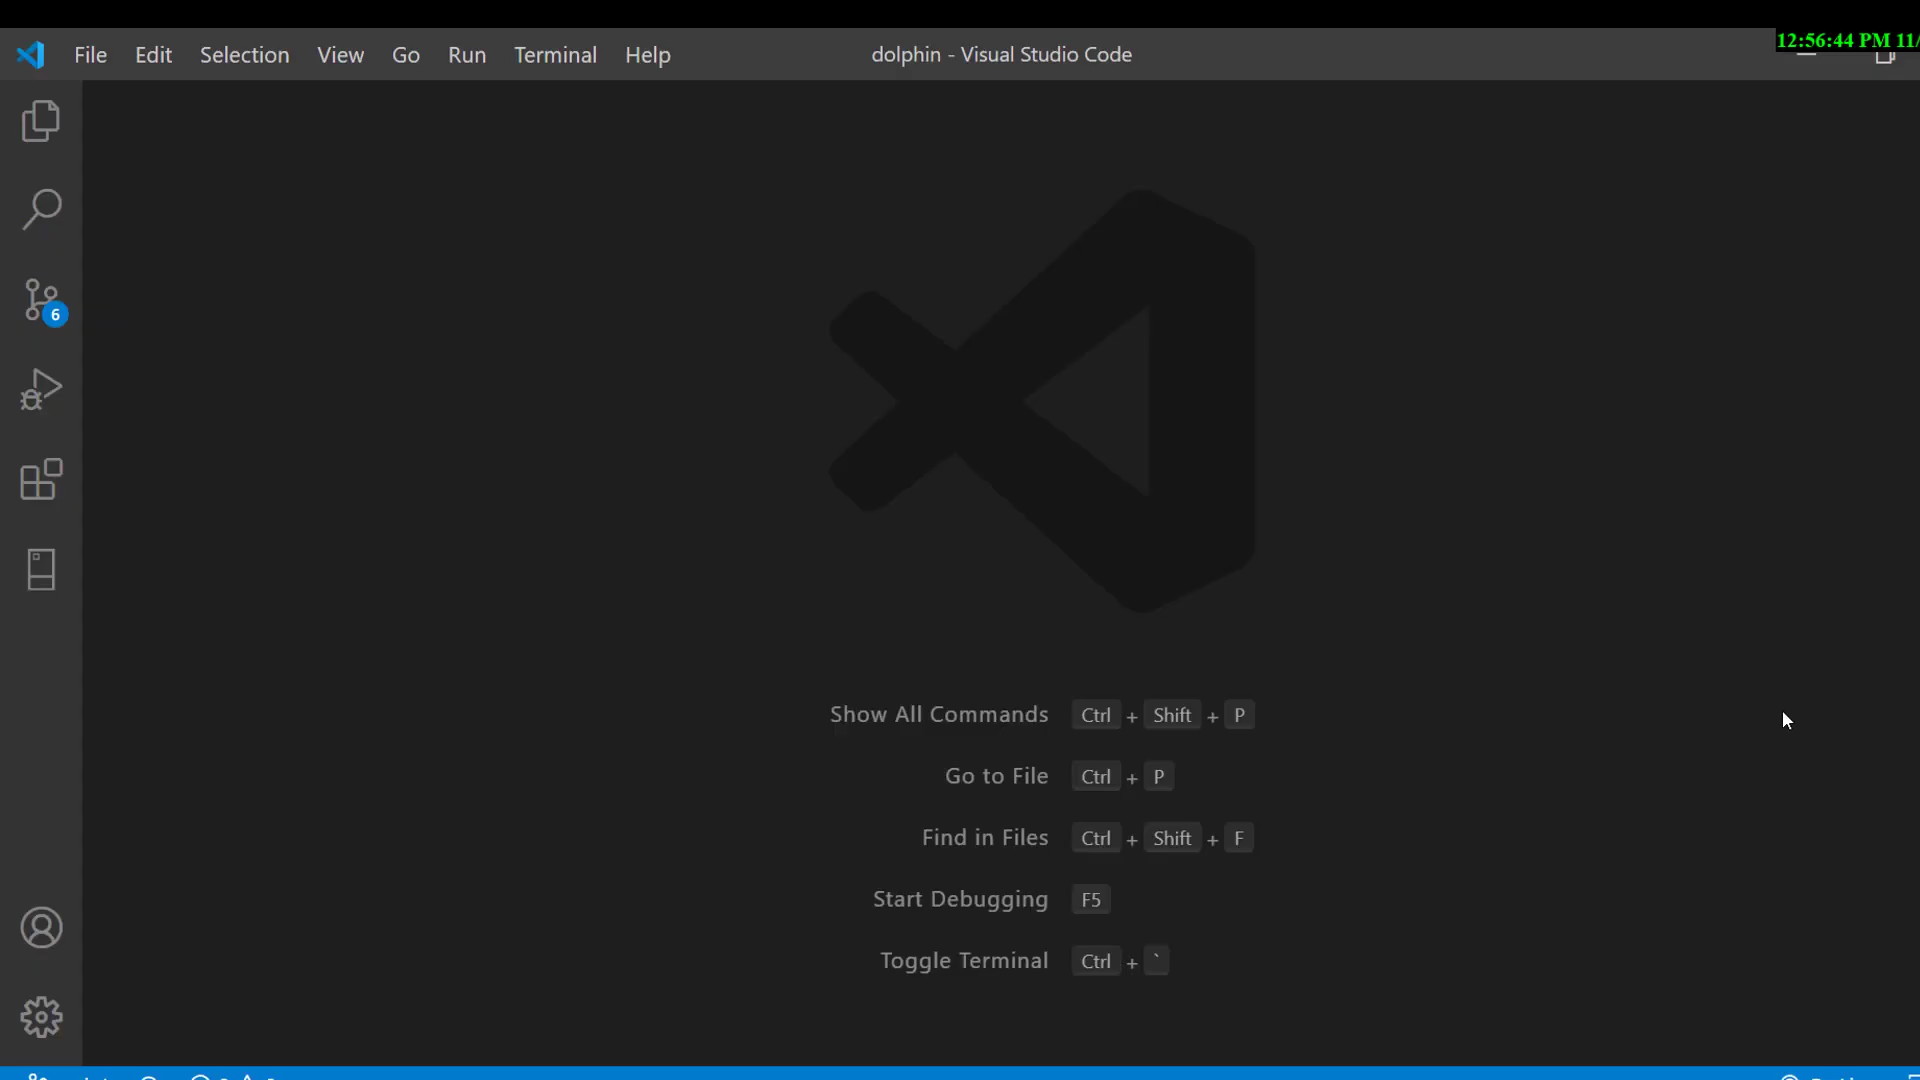 File Edit Selection View Go Run Terminal Help dolphin - Visual Studio Code 12:56:44 PM 11/
6
Show All Commands Ctrl + Shift + P
Go to File Ctrl + P
Find in Files Ctrl + Shift + F
Start Debugging F5
Toggle Terminal Ctrl + `